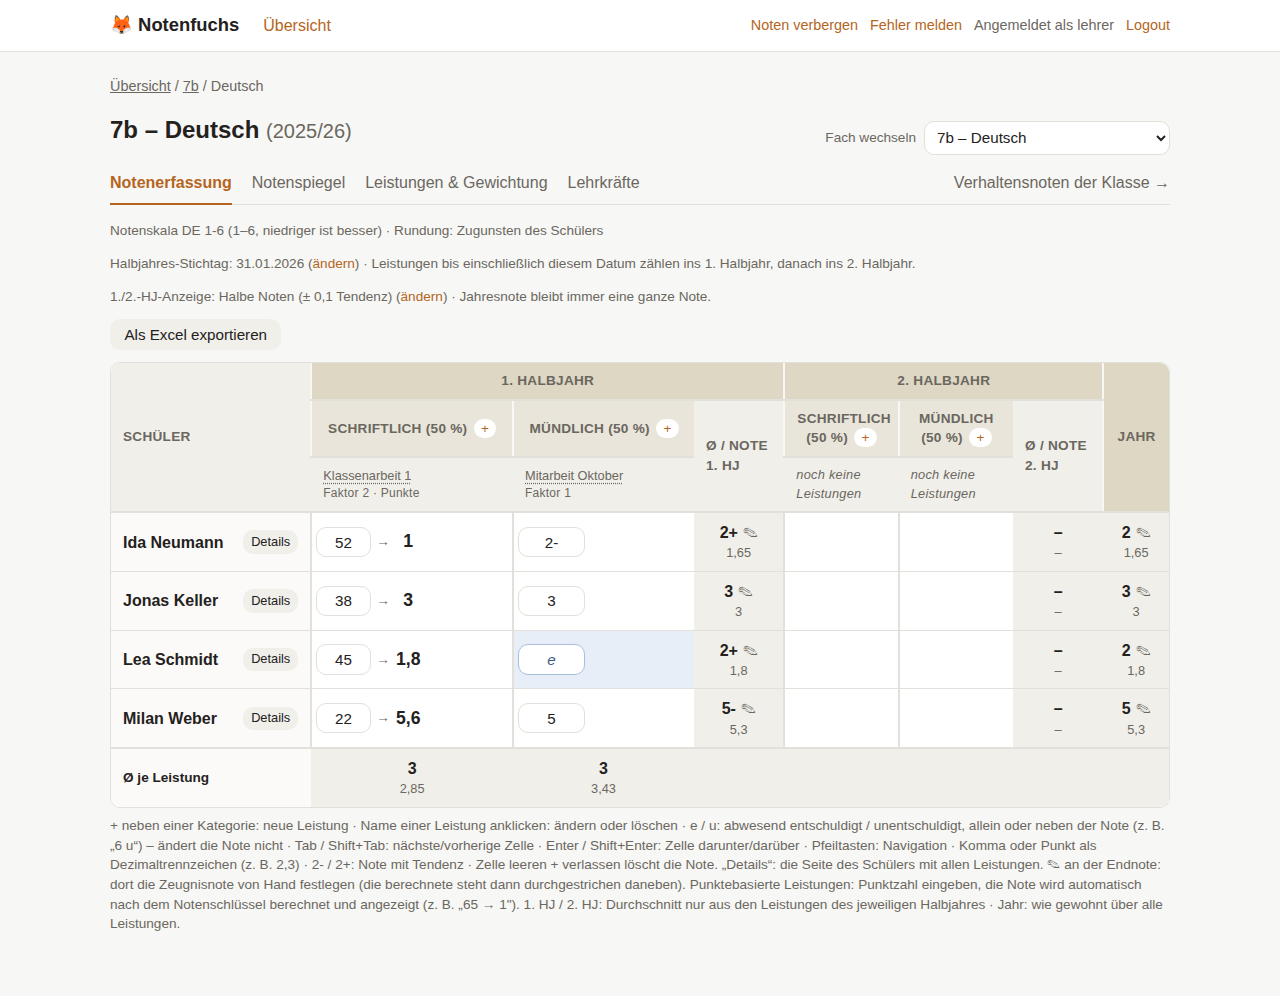 🦊 Notenfuchs Übersicht Noten verbergen Fehler melden Angemeldet als lehrer Logout
Übersicht / 7b / Deutsch
7b – Deutsch (2025/26) Fach wechseln 7b – Deutsch
Notenerfassung Notenspiegel Leistungen & Gewichtung Lehrkräfte Verhaltensnoten der Klasse →
Notenskala DE 1-6 (1–6, niedriger ist besser) · Rundung: Zugunsten des Schülers
Halbjahres-Stichtag: 31.01.2026 (ändern) · Leistungen bis einschließlich diesem Datum zählen ins 1. Halbjahr, danach ins 2. Halbjahr.
1./2.-HJ-Anzeige: Halbe Noten (± 0,1 Tendenz) (ändern) · Jahresnote bleibt immer eine ganze Note.
Als Excel exportieren
SCHÜLER 1. HALBJAHR 2. HALBJAHR JAHR
SCHRIFTLICH (50 %) + MÜNDLICH (50 %) + Ø / NOTE 1. HJ SCHRIFTLICH (50 %) + MÜNDLICH (50 %) + Ø / NOTE 2. HJ
Klassenarbeit 1 Mitarbeit Oktober noch keine Leistungen noch keine Leistungen
Faktor 2 · Punkte Faktor 1
Ida Neumann Details 52 → 1 2- 2+ ✎ – 2 ✎
1,65 – 1,65
Jonas Keller Details 38 → 3 3 3 ✎ – 3 ✎
3 – 3
Lea Schmidt Details 45 → 1,8 e 2+ ✎ – 2 ✎
1,8 – 1,8
Milan Weber Details 22 → 5,6 5 5- ✎ – 5 ✎
5,3 – 5,3
Ø je Leistung 3 3
2,85 3,43
+ neben einer Kategorie: neue Leistung · Name einer Leistung anklicken: ändern oder löschen · e / u: abwesend entschuldigt / unentschuldigt, allein oder neben der Note (z. B.
„6 u“) – ändert die Note nicht · Tab / Shift+Tab: nächste/vorherige Zelle · Enter / Shift+Enter: Zelle darunter/darüber · Pfeiltasten: Navigation · Komma oder Punkt als
Dezimaltrennzeichen (z. B. 2,3) · 2- / 2+: Note mit Tendenz · Zelle leeren + verlassen löscht die Note. „Details“: die Seite des Schülers mit allen Leistungen. ✎ an der Endnote:
dort die Zeugnisnote von Hand festlegen (die berechnete steht dann durchgestrichen daneben). Punktebasierte Leistungen: Punktzahl eingeben, die Note wird automatisch
nach dem Notenschlüssel berechnet und angezeigt (z. B. „65 → 1"). 1. HJ / 2. HJ: Durchschnitt nur aus den Leistungen des jeweiligen Halbjahres · Jahr: wie gewohnt über alle
Leistungen.